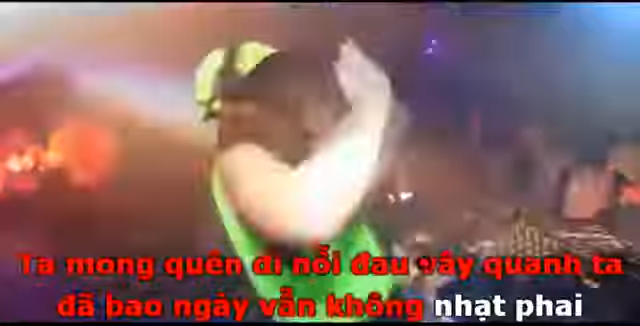 Ta mong quên đi nỗi đau vây quanh ta
đã bao ngày vẫn không nhạt phai